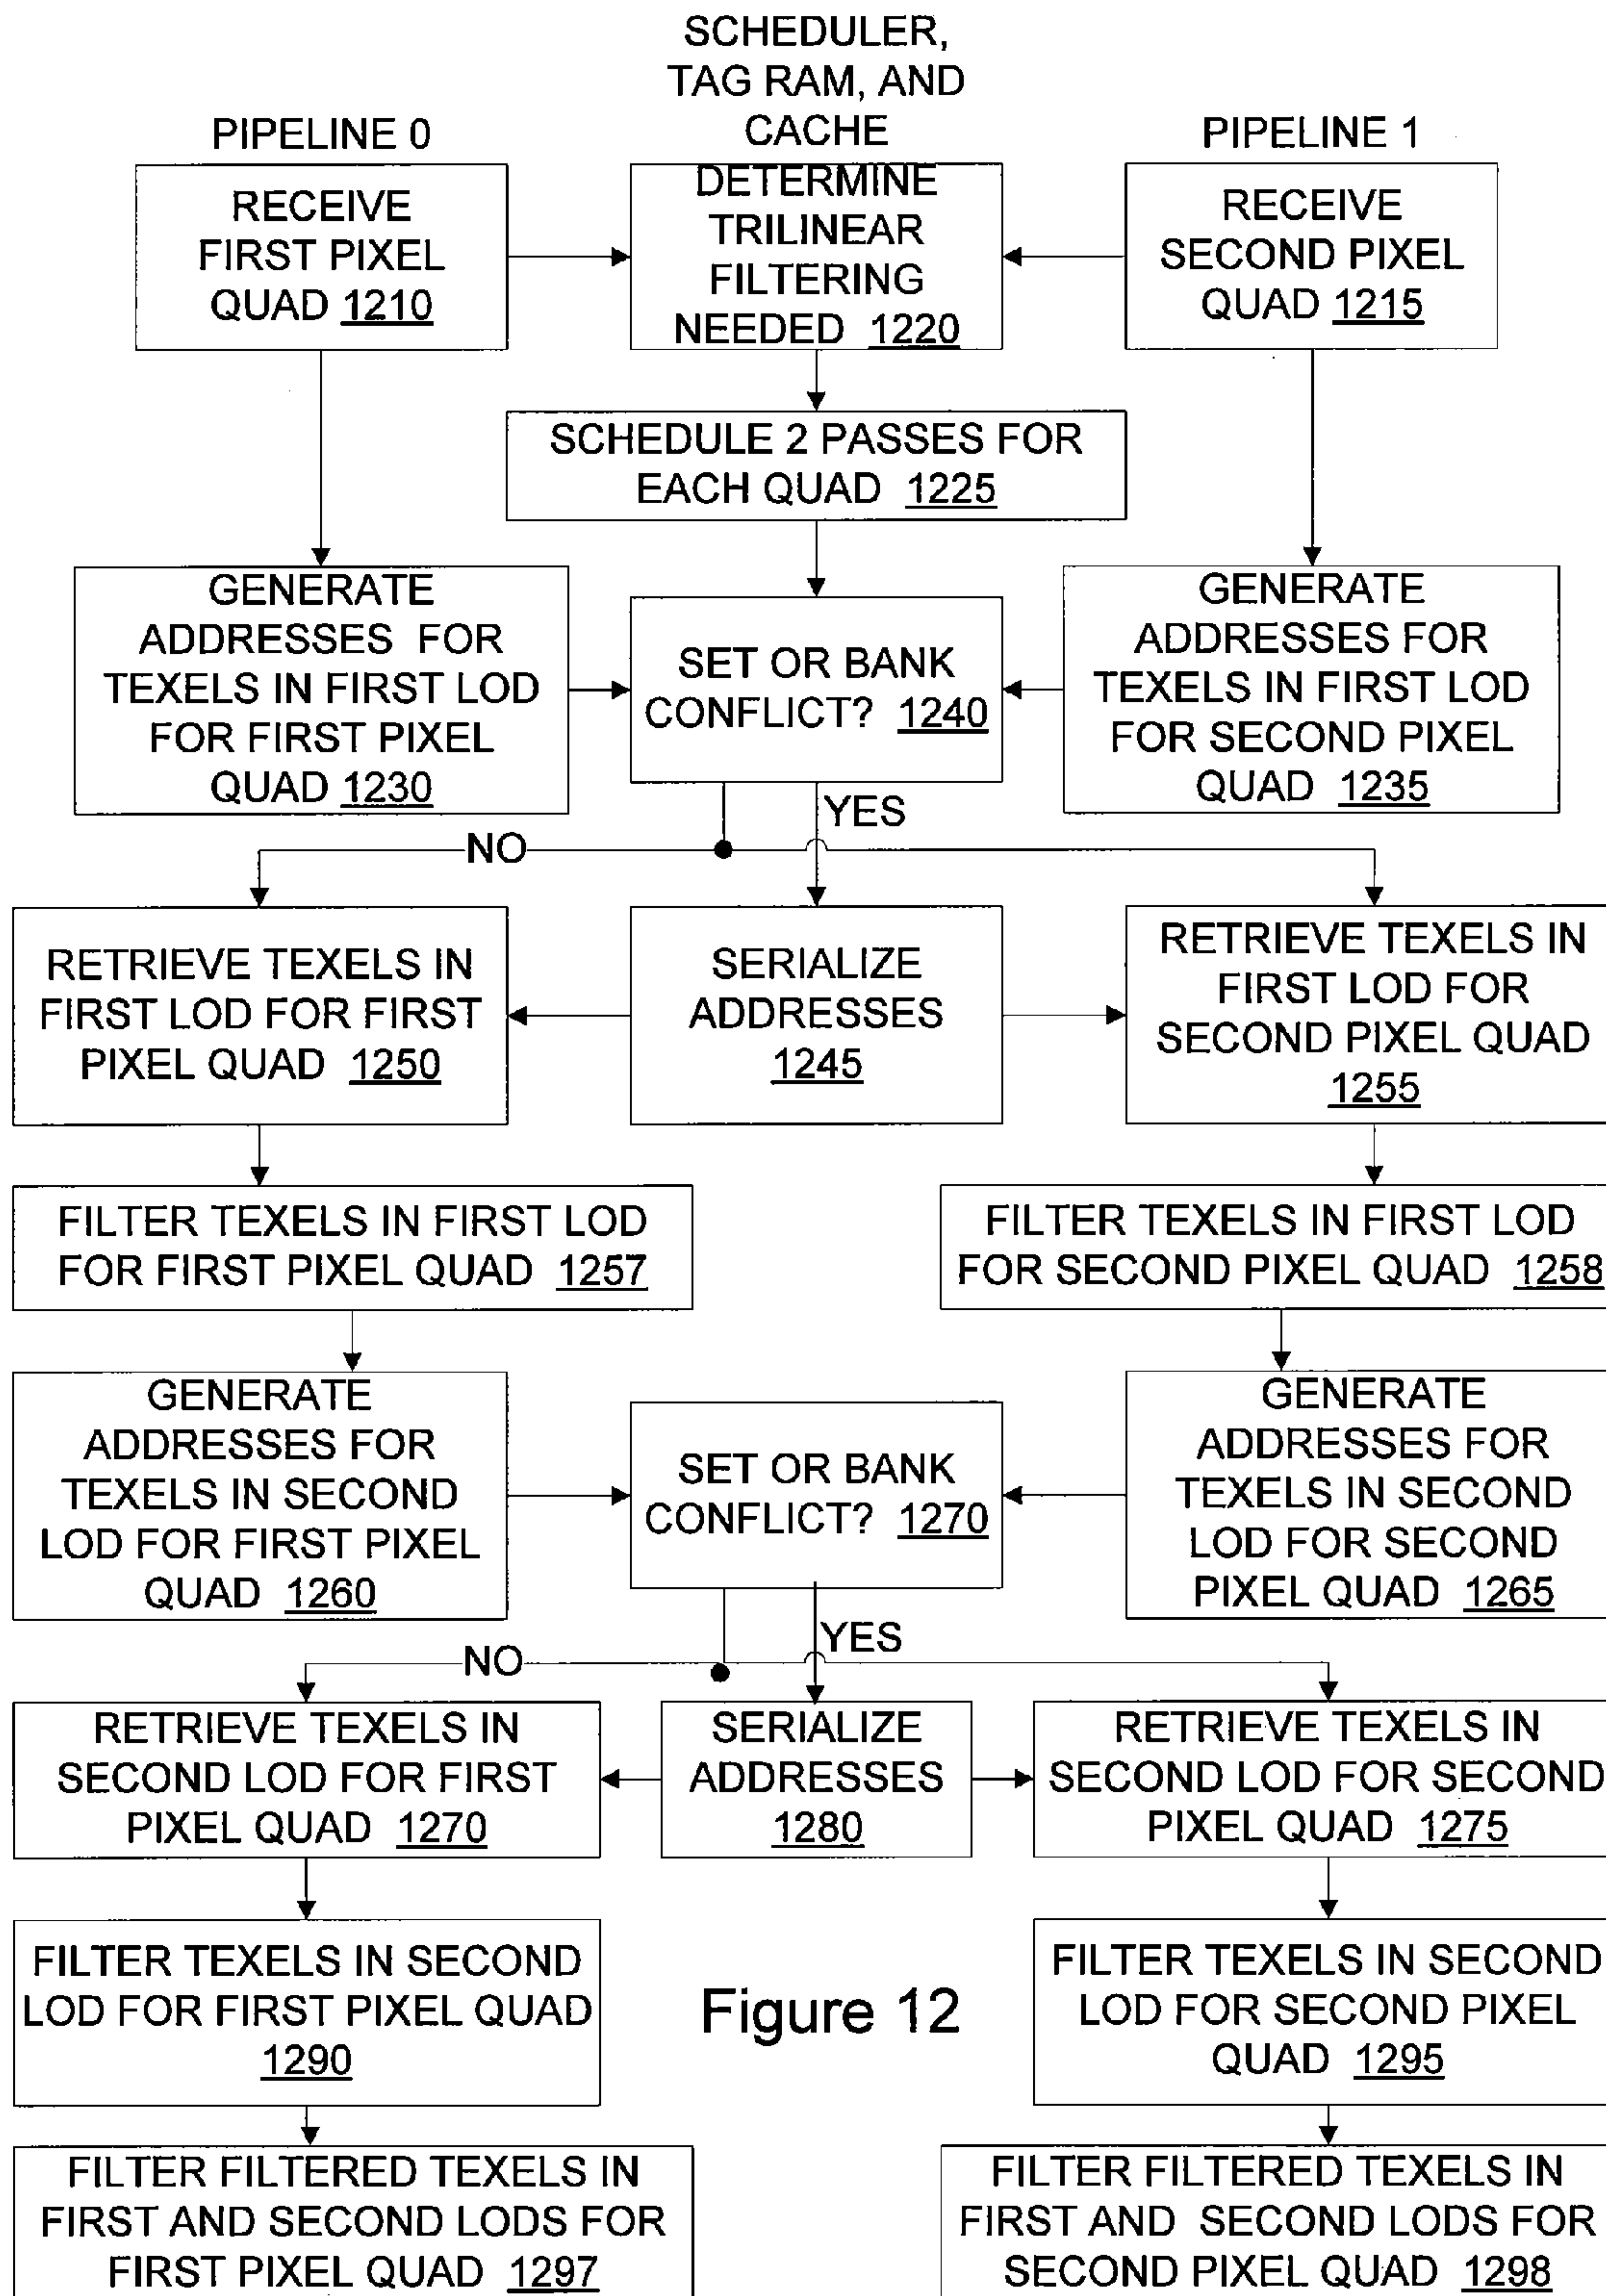 SCHEDULER,
TAG RAM, AND
CACHE
PIPELINE 0
PIPELINE 1
RECEIVE
FIRST PIXEL
QUAD 1210
DETERMINE
TRILINEAR
FILTERING
NEEDED 1220
RECEIVE
SECOND PIXEL
QUAD 1215
SCHEDULE 2 PASSES FOR
EACH QUAD 1225
GENERATE
ADDRESSES FOR
TEXELS IN FIRST LOD
FOR FIRST PIXEL
QUAD 1230
SET OR BANK
CONFLICT? 1240
GENERATE
ADDRESSES FOR
TEXELS IN FIRST LOD
FOR SECOND PIXEL
QUAD 1235
YES
NO
RETRIEVE TEXELS IN
FIRST LOD FOR FIRST
PIXEL QUAD 1250
SERIALIZE
ADDRESSES
1245
RETRIEVE TEXELS IN
FIRST LOD FOR
SECOND PIXEL QUAD
1255
FILTER TEXELS IN FIRST LOD
FOR FIRST PIXEL QUAD 1257
FILTER TEXELS IN FIRST LOD
FOR SECOND PIXEL QUAD 1258
GENERATE
ADDRESSES FOR
TEXELS IN SECOND
LOD FOR FIRST PIXEL
QUAD 1260
SET OR BANK
CONFLICT? 1270
GENERATE
ADDRESSES FOR
TEXELS IN SECOND
LOD FOR SECOND
PIXEL QUAD 1265
YES
NO
RETRIEVE TEXELS IN
SECOND LOD FOR FIRST
PIXEL QUAD 1270
SERIALIZE
ADDRESSES
1280
RETRIEVE TEXELS IN
SECOND LOD FOR SECOND
PIXEL QUAD 1275
FILTER TEXELS IN SECOND
LOD FOR FIRST PIXEL QUAD
1290
Figure 12
FILTER TEXELS IN SECOND
LOD FOR SECOND PIXEL
QUAD 1295
FILTER FILTERED TEXELS IN
FIRST AND SECOND LODS FOR
FIRST PIXEL QUAD 1297
FILTER FILTERED TEXELS IN
FIRST AND SECOND LODS FOR
SECOND PIXEL QUAD 1298